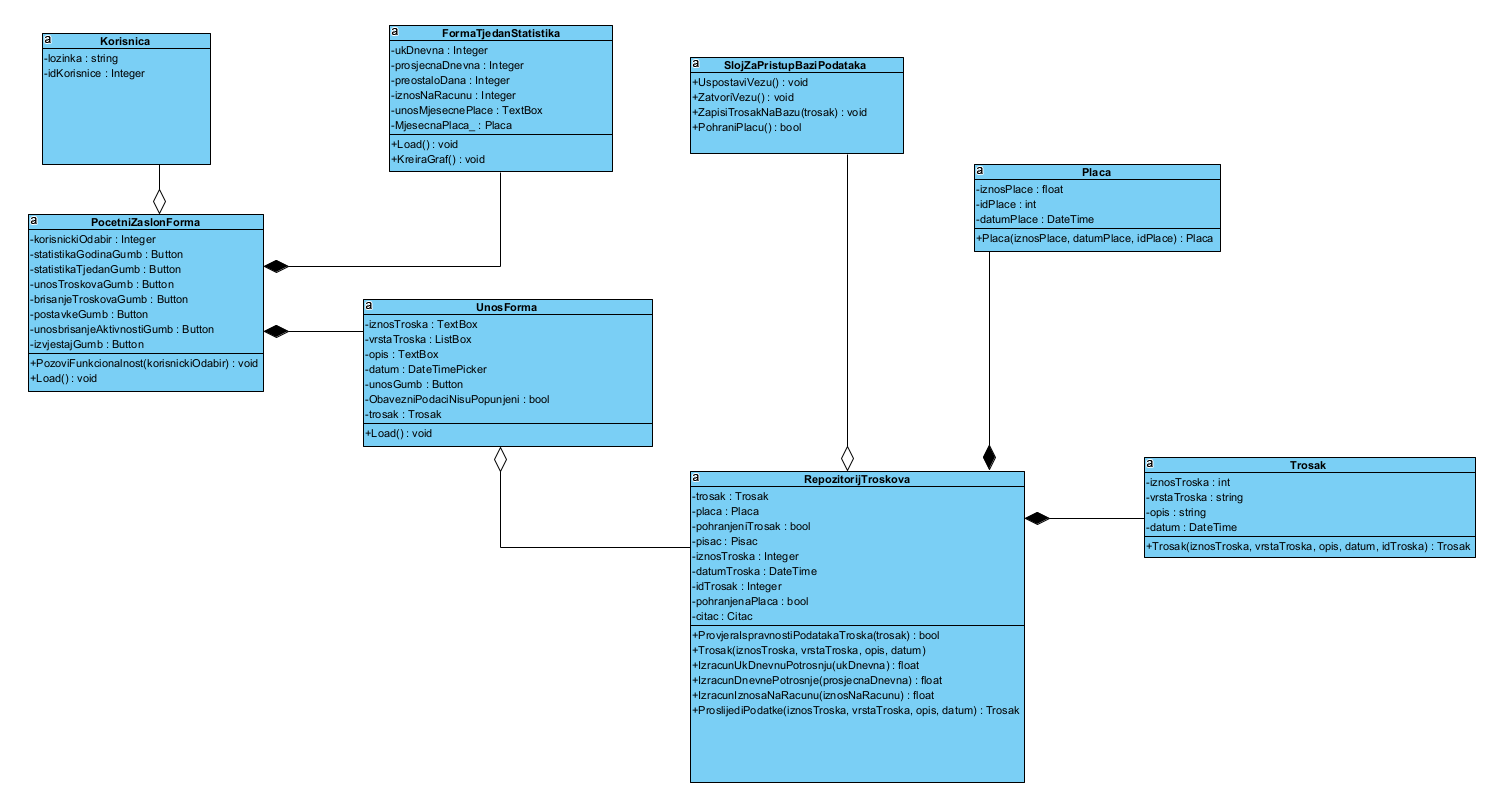 a
Korisnica
-lozinka : string
-idKorisnice : Integer
a
FormaTjedanStatistika
-ukDnevna : Integer
-prosjecnaDnevna : Integer
-preostaloDana : Integer
-iznosNaRacunu : Integer
-unosMjesecnePlace : TextBox
-MjesecnaPlaca_ : Placa
+Load() : void
+KreiraGraf() : void
a
SlojZaPristupBaziPodataka
+UspostaviVezu() : void
+ZatvoriVezu() : void
+ZapisiTrosakNaBazu(trosak) : void
+PohraniPlacu() : bool
a
Placa
-iznosPlace : float
-idPlace : int
-datumPlace : DateTime
+Placa(iznosPlace, datumPlace, idPlace) : Placa
a
PocetniZaslonForma
-korisnickiOdabir : Integer
-statistikaGodinaGumb : Button
-statistikaTjedanGumb : Button
-unosTroskovaGumb : Button
-brisanjeTroskovaGumb : Button
-postavkeGumb : Button
-unosbrisanjeAktivnostiGumb : Button
-izvjestajGumb : Button
+PozoviFunkcionalnost(korisnickiOdabir) : void
+Load() : void
a
UnosForma
-iznosTroska : TextBox
-vrstaTroska : ListBox
-opis : TextBox
-datum : DateTimePicker
-unosGumb : Button
-ObavezniPodaciNisuPopunjeni : bool
-trosak : Trosak
+Load() : void
a
RepozitorijTroskova
-trosak : Trosak
-placa : Placa
-pohranjeniTrosak : bool
-pisac : Pisac
-iznosTroska : Integer
-datumTroska : DateTime
-idTrosak : Integer
-pohranjenaPlaca : bool
-citac : Citac
+ProvjeraIspravnostiPodatakaTroska(trosak) : bool
+Trosak(iznosTroska, vrstaTroska, opis, datum)
+IzracunUkDnevnuPotrosnju(ukDnevna) : float
+IzracunDnevnePotrosnje(prosjecnaDnevna) : float
+IzracunIznosaNaRacunu(iznosNaRacunu) : float
+ProslijediPodatke(iznosTroska, vrstaTroska, opis, datum) : Trosak
a
Trosak
-iznosTroska : int
-vrstaTroska : string
-opis : string
-datum : DateTime
+Trosak(iznosTroska, vrstaTroska, opis, datum, idTroska) : Trosak